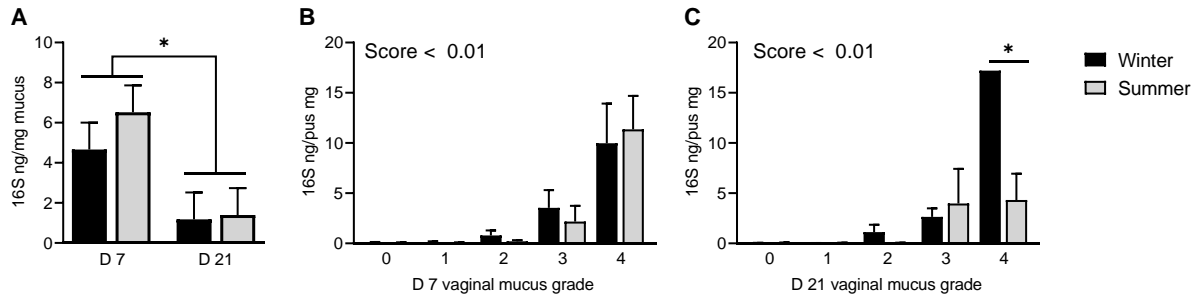 A
10
8
6
4
2
0
16S ng/mg mucus
*
D 7
D 21
B
Score < 0.01
20
15
10
5
0
16S ng/pus mg
0 1 2 3 4
D 7 vaginal mucus grade
C
Score < 0.01
20
15
10
5
0
16S ng/pus mg
*
0 1 2 3 4
D 21 vaginal mucus grade
Winter
Summer